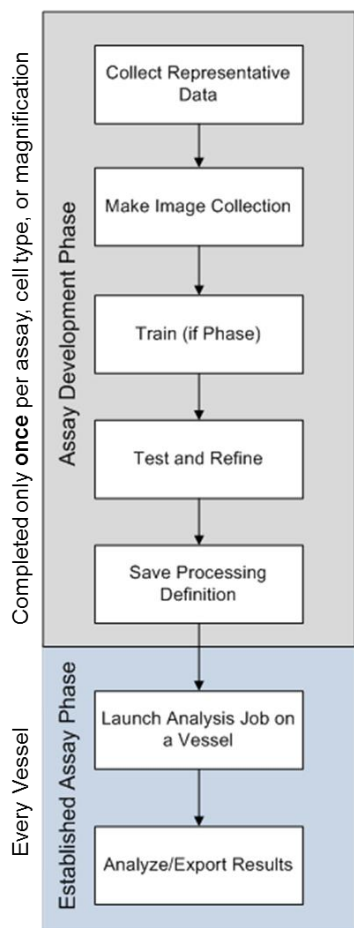 Completed only once per assay, cell type, or magnification
Assay Development Phase
Collect Representative
Data
Make Image Collection
Train (if Phase)
Test and Refine
Save Processing
Definition
Every Vessel
Established Assay Phase
Launch Analysis Job on
a Vessel
Analyze/Export Results